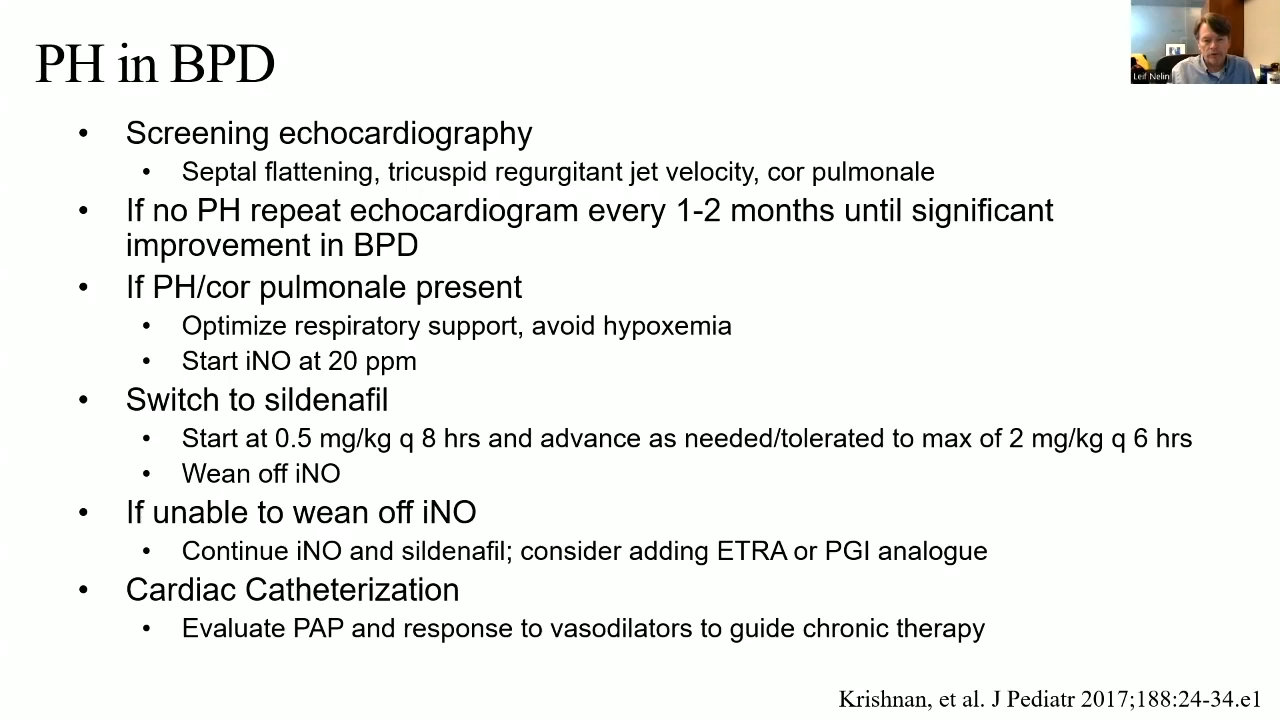 PH in BPD
Leif Nelin
• Screening echocardiography
• Septal flattening, tricuspid regurgitant jet velocity, cor pulmonale
• If no PH repeat echocardiogram every 1-2 months until significant
improvement in BPD
• If PH/cor pulmonale present
• Optimize respiratory support, avoid hypoxemia
• Start iNO at 20 ppm
• Switch to sildenafil
• Start at 0.5 mg/kg q 8 hrs and advance as needed/tolerated to max of 2 mg/kg q 6 hrs
• Wean off iNO
• If unable to wean off iNO
• Continue iNO and sildenafil; consider adding ETRA or PGI analogue
• Cardiac Catheterization
• Evaluate PAP and response to vasodilators to guide chronic therapy
Krishnan, et al. J Pediatr 2017;188:24-34.e1